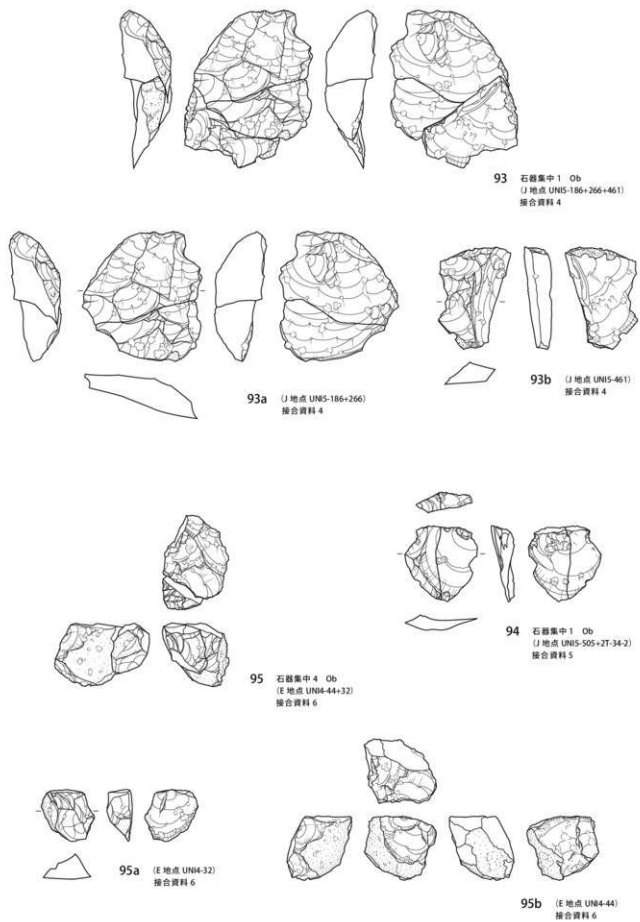 93 石器集中 1 Ob
(J 地点 UNI5-186+266+461)
接合資料 4
93a (J 地点 UNI5-186+266)
接合資料 4
93b (J 地点 UNI5-461)
接合資料 4
94 石器集中 1 Ob
(J 地点 UNI5-S05+2T-34-2)
接合資料 5
95 石器集中 4 Ob
(E 地点 UNI4-44+32)
接合資料 6
95a (E 地点 UNI4-32)
接合資料 6
95b (E 地点 UNI4-44)
接合資料 6